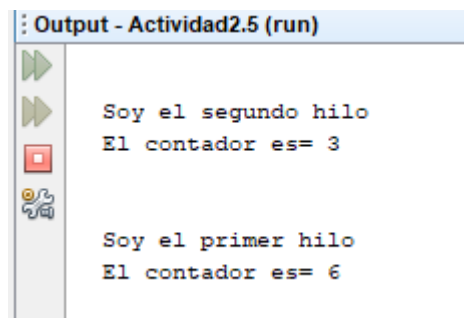 Output - Actividad2.5 (run)
Soy el segundo hilo
El contador es= 3
Soy el primer hilo
El contador es= 6